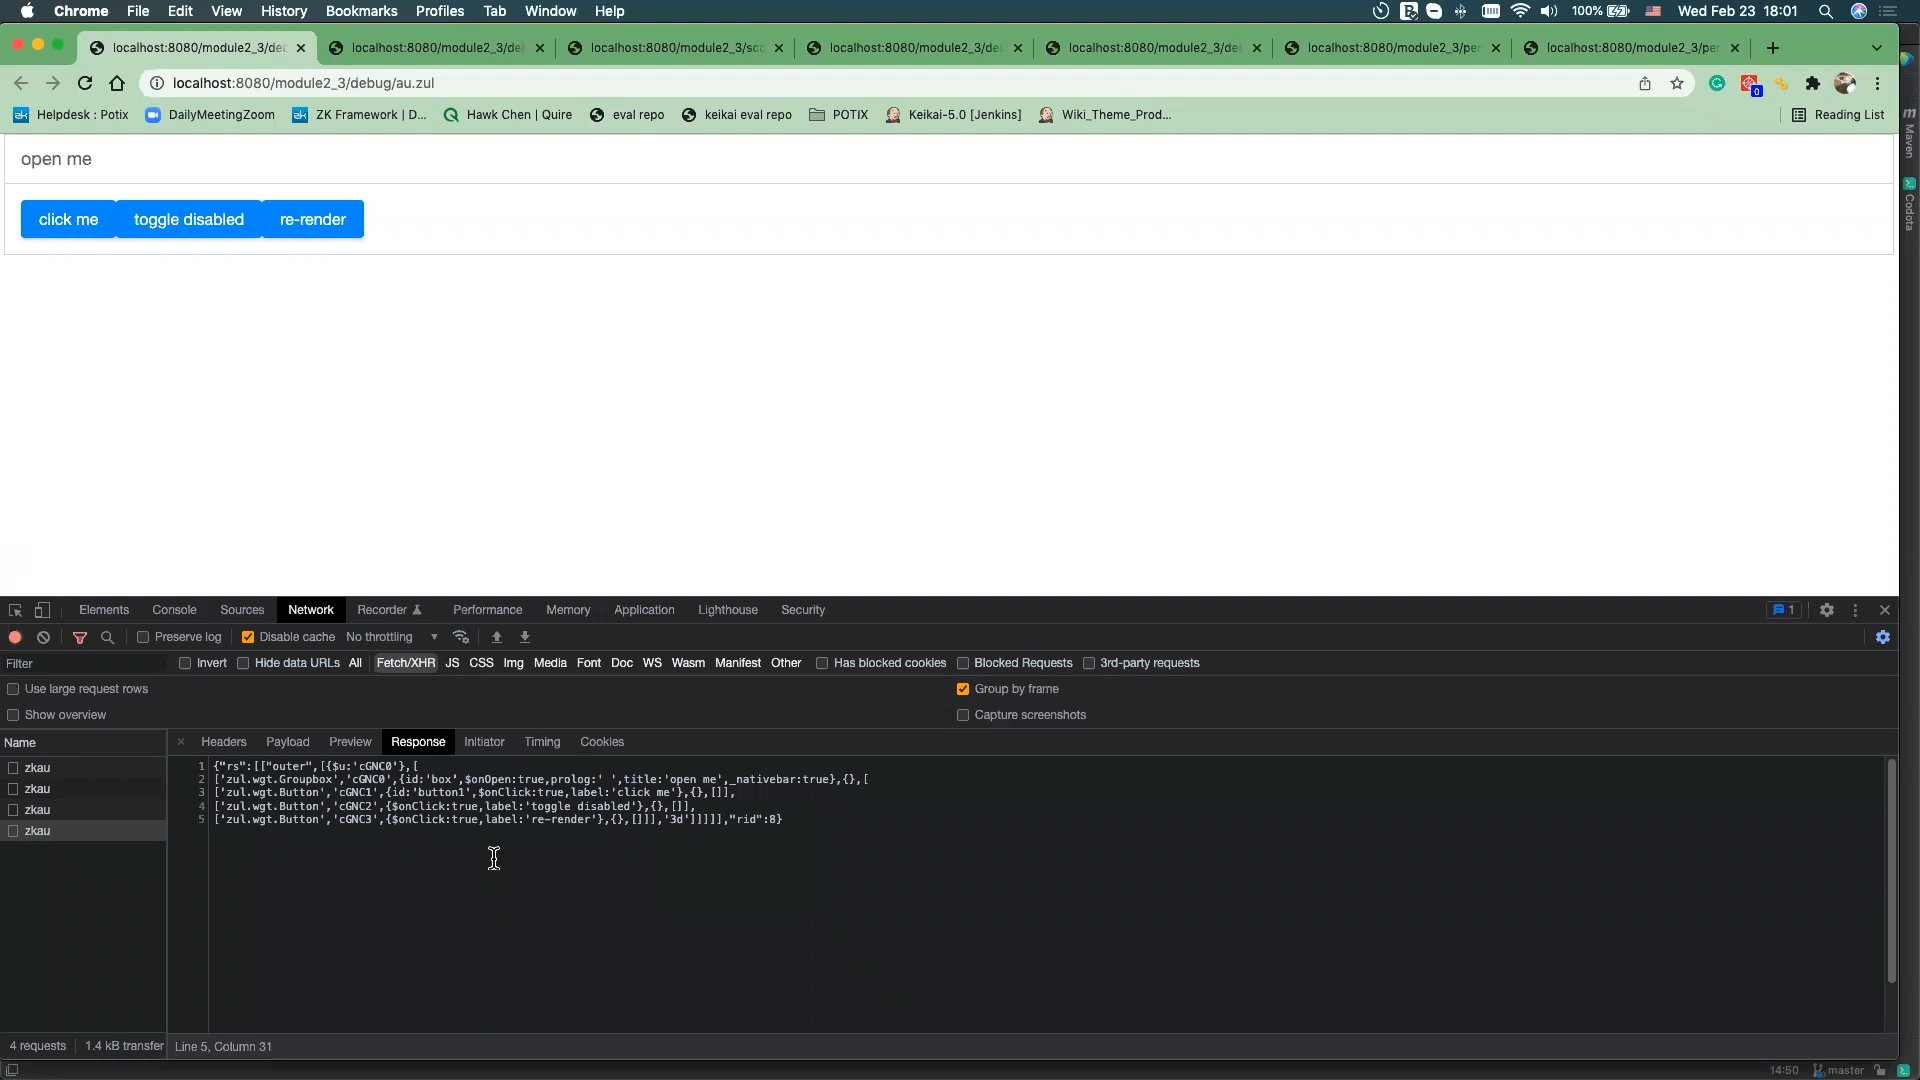 Chrome File Edit View History Bookmarks Profiles Tab Window Help 100% Wed Feb 23 18:01
localhost:8080/module2_3/deb localhost:8080/module2_3/de localhost:8080/module2_3/sc localhost:8080/module2_3/de localhost:8080/module2_3/de localhost:8080/module2_3/per localhost:8080/module2_3/per
localhost:8080/module2_3/debug/au.zul 0
Helpdesk : Potix DailyMeetingZoom ZK Framework | D... Hawk Chen | Quire eval repo keikai eval repo POTIX Keikai-5.0 [Jenkins] Wiki_Theme_Prod... Reading List
Maven
Codota
open me
click me toggle disabled re-render
Elements Console Sources Network Recorder Performance Memory Application Lighthouse Security 1
Preserve log Disable cache No throttling
Filter Invert Hide data URLs All Fetch/XHR JS CSS Img Media Font Doc WS Wasm Manifest Other Has blocked cookies Blocked Requests 3rd-party requests
Use large request rows Group by frame
Show overview Capture screenshots
Name Headers Payload Preview Response Initiator Timing Cookies
zkau
zkau
zkau
zkau
1 {"rs":[["outer",[{$u:'cGNC0'},[
2 ['zul.wgt.Groupbox','cGNC0',{id:'box',$onOpen:true,prolog:' ',title:'open me',_nativebar:true},{},[
3 ['zul.wgt.Button','cGNC1',{id:'button1',$onClick:true,label:'click me'},{},[]],
4 ['zul.wgt.Button','cGNC2',{$onClick:true,label:'toggle disabled'},{},[]],
5 ['zul.wgt.Button','cGNC3',{$onClick:true,label:'re-render'},{},[]]],'3d']]]]],"rid":8}
4 requests 1.4 kB transfer Line 5, Column 31
14:50 master